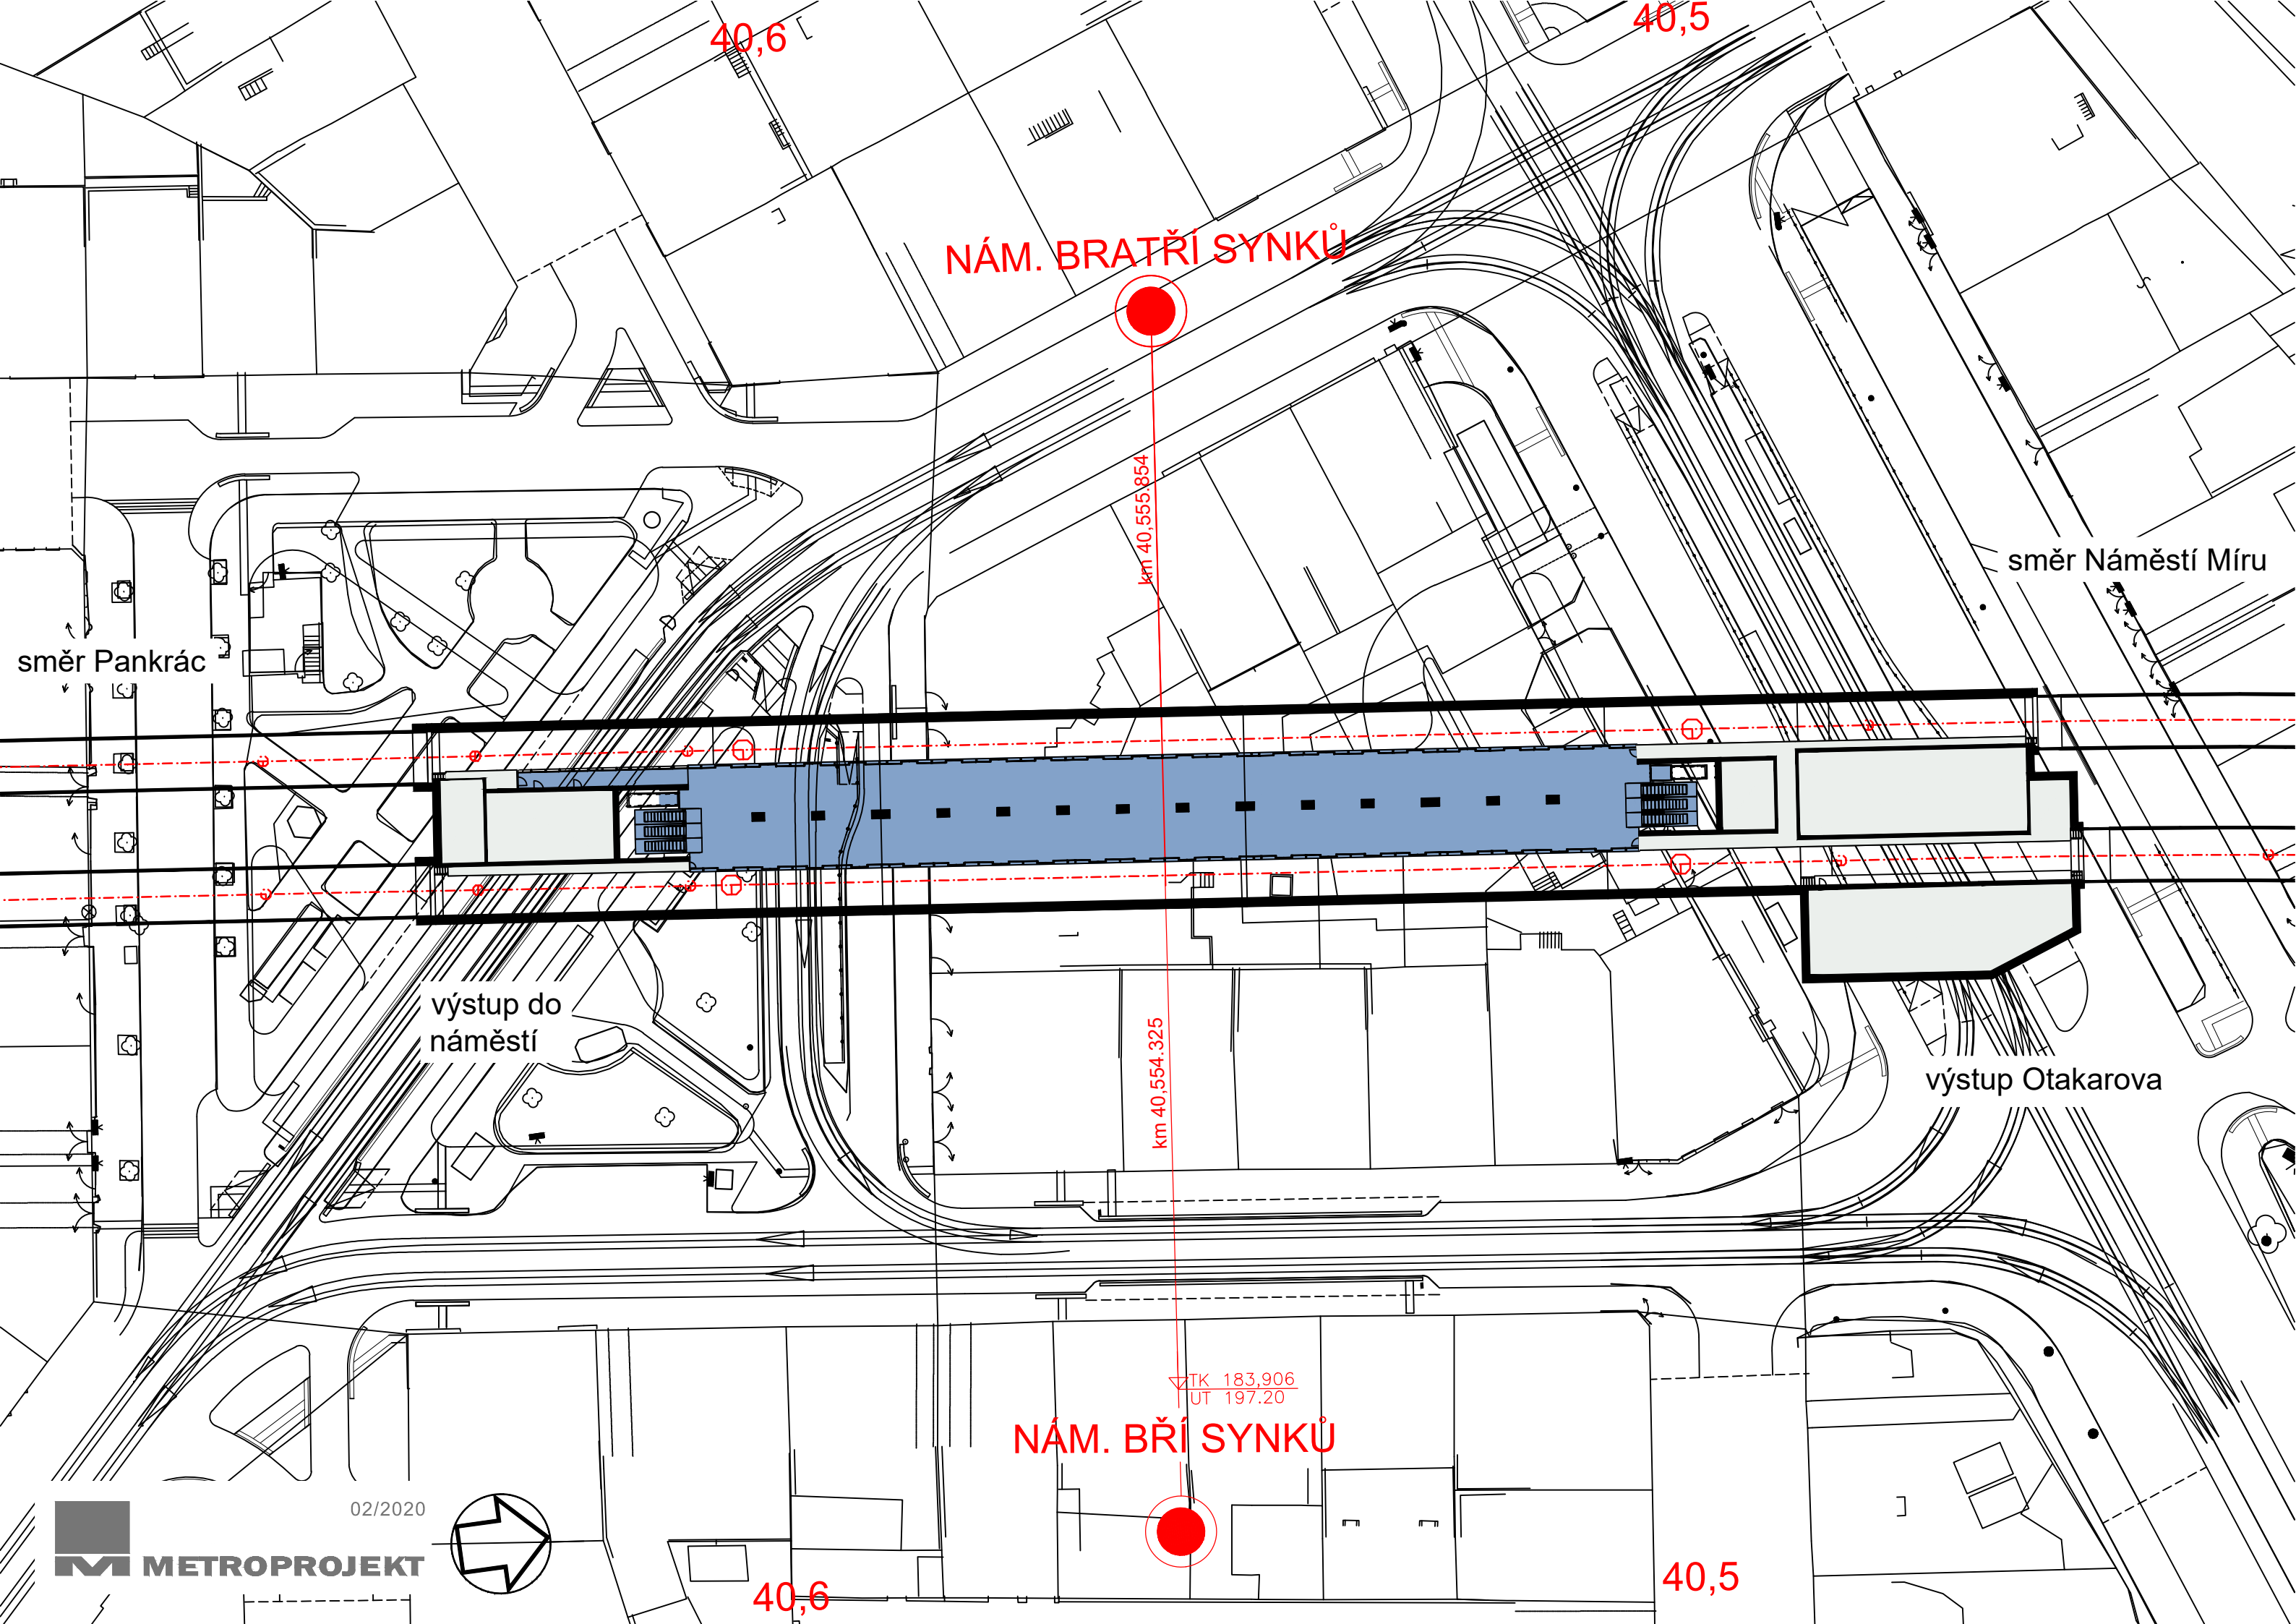 40,6
40,5
NÁM. BRATŘÍ SYNKŮ
km 40,555.854
směr Náměstí Míru
směr Pankrác
výstup do
náměstí
km 40,554.325
výstup Otakarova
TK 183,906
UT 197.20
NÁM. BŘÍ SYNKŮ
02/2020
METROPROJEKT
40,6
40,5